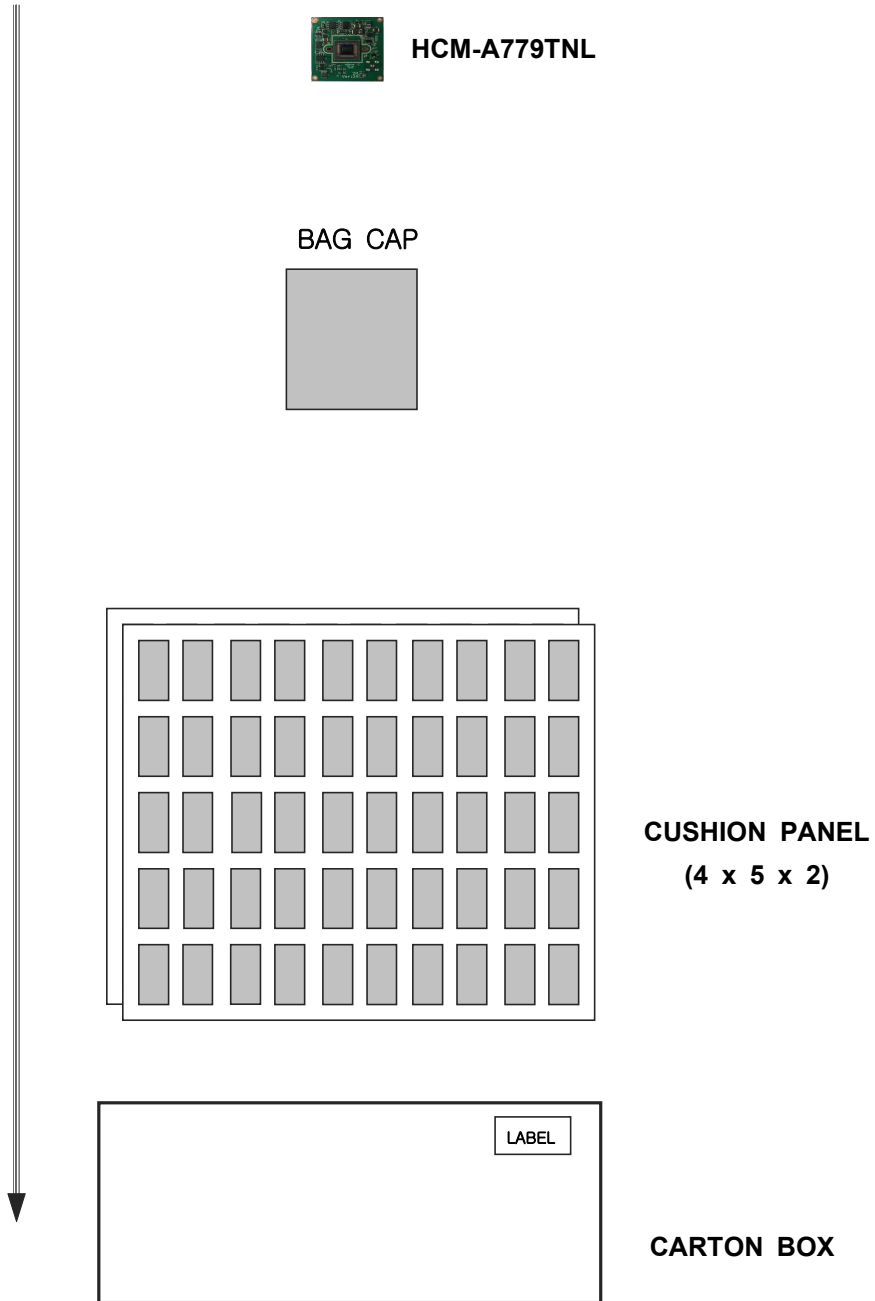 HCM-A779TNL
BAG CAP
CUSHION PANEL
(4 x 5 x 2)
LABEL
CARTON BOX